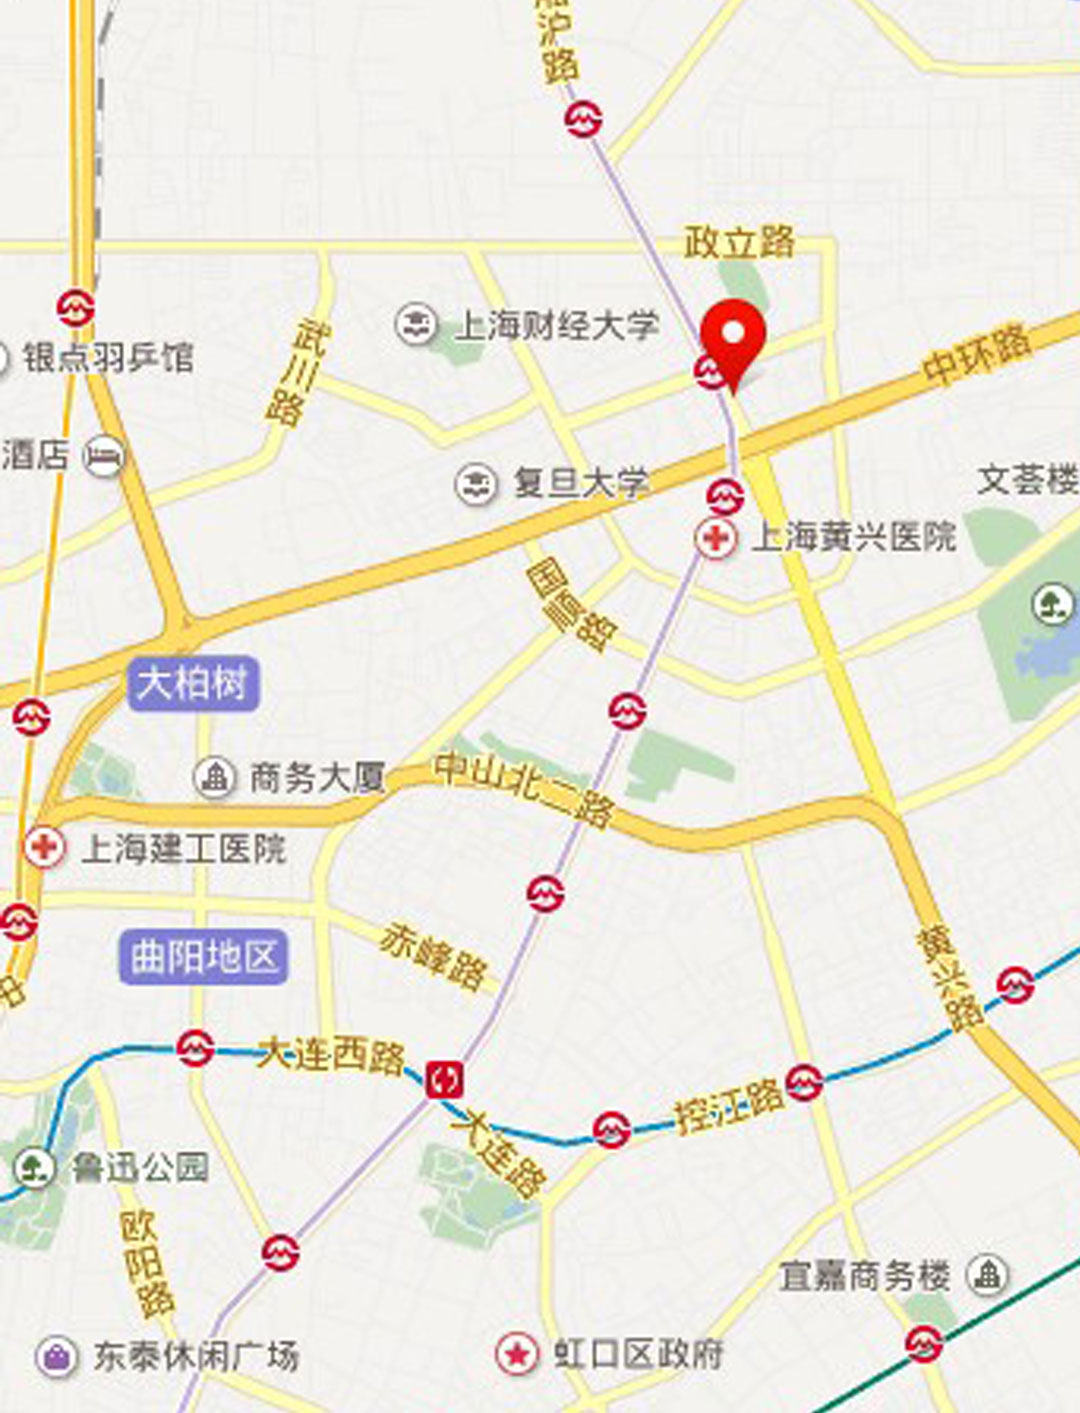 淞沪路
政立路
上海财经大学
武川路
中环路
银点羽乒馆
酒店
复旦大学
文荟楼
上海黄兴医院
国顺路
大柏树
商务大厦
中山北二路
上海建工医院
赤峰路
黄兴路
曲阳地区
中
大连西路
控江路
大连路
鲁迅公园
欧阳路
宜嘉商务楼
东泰休闲广场
虹口区政府